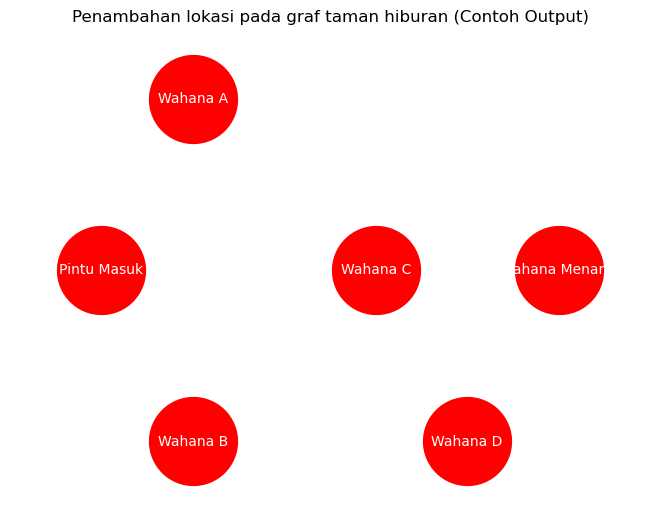 Penambahan lokasi pada graf taman hiburan (Contoh Output)
Wahana A
Pintu Masuk
Wahana C
ahana Menar
Wahana B
Wahana D